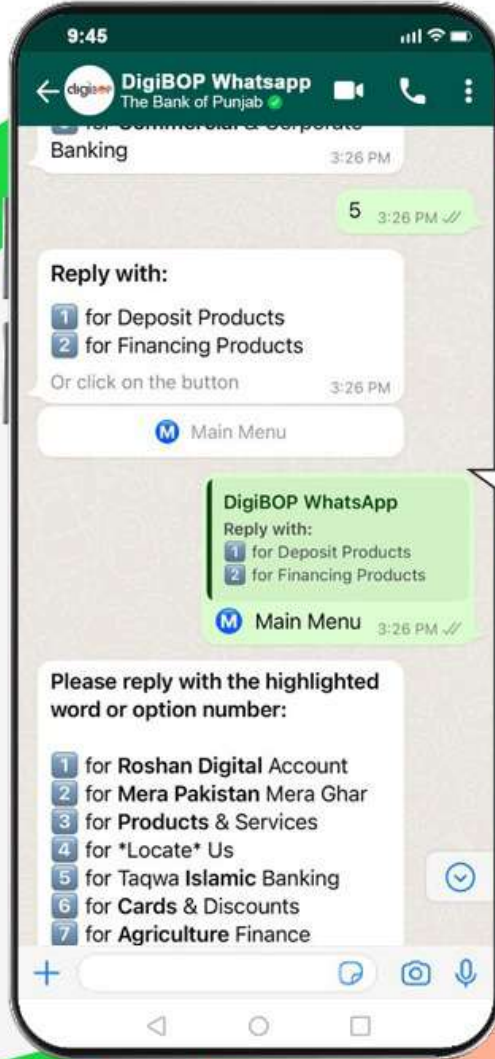 9:45
digiBOP
DigiBOP Whatsapp
The Bank of Punjab
for Commercial & Corporate
Banking
3:26 PM
5 3:26 PM
Reply with:
1 for Deposit Products
2 for Financing Products
Or click on the button
3:26 PM
M Main Menu
DigiBOP WhatsApp
Reply with:
1 for Deposit Products
2 for Financing Products
M Main Menu 3:26 PM
Please reply with the highlighted
word or option number:
1 for Roshan Digital Account
2 for Mera Pakistan Mera Ghar
3 for Products & Services
4 for *Locate* Us
5 for Taqwa Islamic Banking
6 for Cards & Discounts
7 for Agriculture Finance